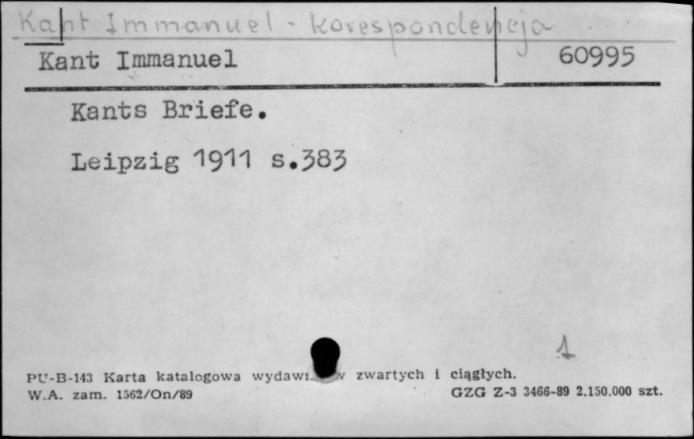 Kant Immanuel - korespondencja
Kant Immanuel 60995
Kants Briefe.
Leipzig 1911 s.383
1
PU-B-143 Karta katalogowa zwartych i ciągłych.
W.A. zam. 1562/On/89 GZG Z-3 3466-89 2.150.000 szt.